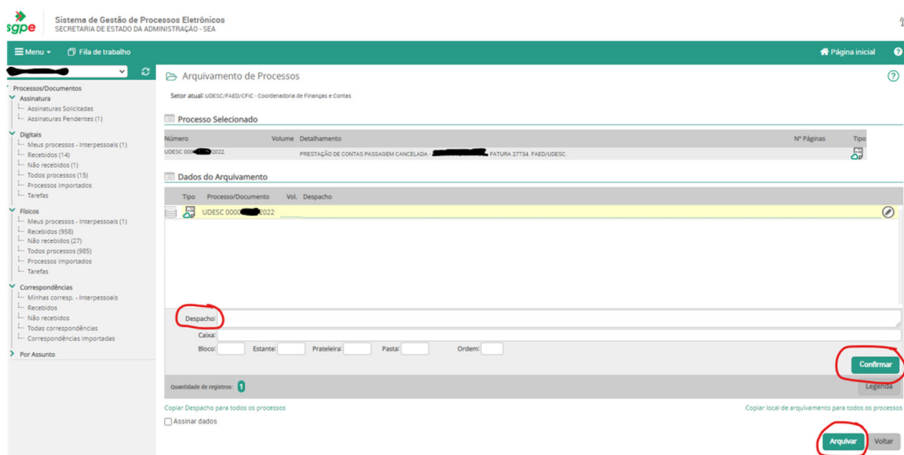 sgpe
Sistema de Gestão de Processos Eletrônicos
SECRETARIA DE ESTADO DA ADMINISTRAÇÃO - SEA
Menu Fila de trabalho Página inicial ?
Arquivamento de Processos ?
Processos/Documentos
Assinatura
Assinaturas Solicitadas
Assinaturas Pendentes (1)
Digitais
Meus processos - Interpessoais (1)
Recebidos (14)
Não recebidos (1)
Todos processos (15)
Processos Importados
Tarefas
Físicos
Meus processos - Interpessoais (1)
Recebidos (958)
Não recebidos (27)
Todos processos (985)
Processos Importados
Tarefas
Correspondências
Minhas corresp. - Interpessoais
Recebidos
Não recebidos
Todas correspondências
Correspondências importadas
Por Assunto
Setor atual: UDESC/FAED/CFIC - Coordenadoria de Finanças e Contas
Processo Selecionado
Número Volume Detalhamento Nº Páginas Tipo
UDESC 000 2022 PRESTAÇÃO DE CONTAS PASSAGEM CANCELADA - FATURA 27734. FAED/UDESC.
Dados do Arquivamento
Tipo Processo/Documento Vol. Despacho
UDESC 0000 2022
Despacho:
Caixa:
Bloco: Estante: Prateleira: Pasta: Ordem:
Confirmar
Quantidade de registros: 1 Legenda
Copiar Despacho para todos os processos Copiar local de arquivamento para todos os processos
Assinar dados
Arquivar Voltar